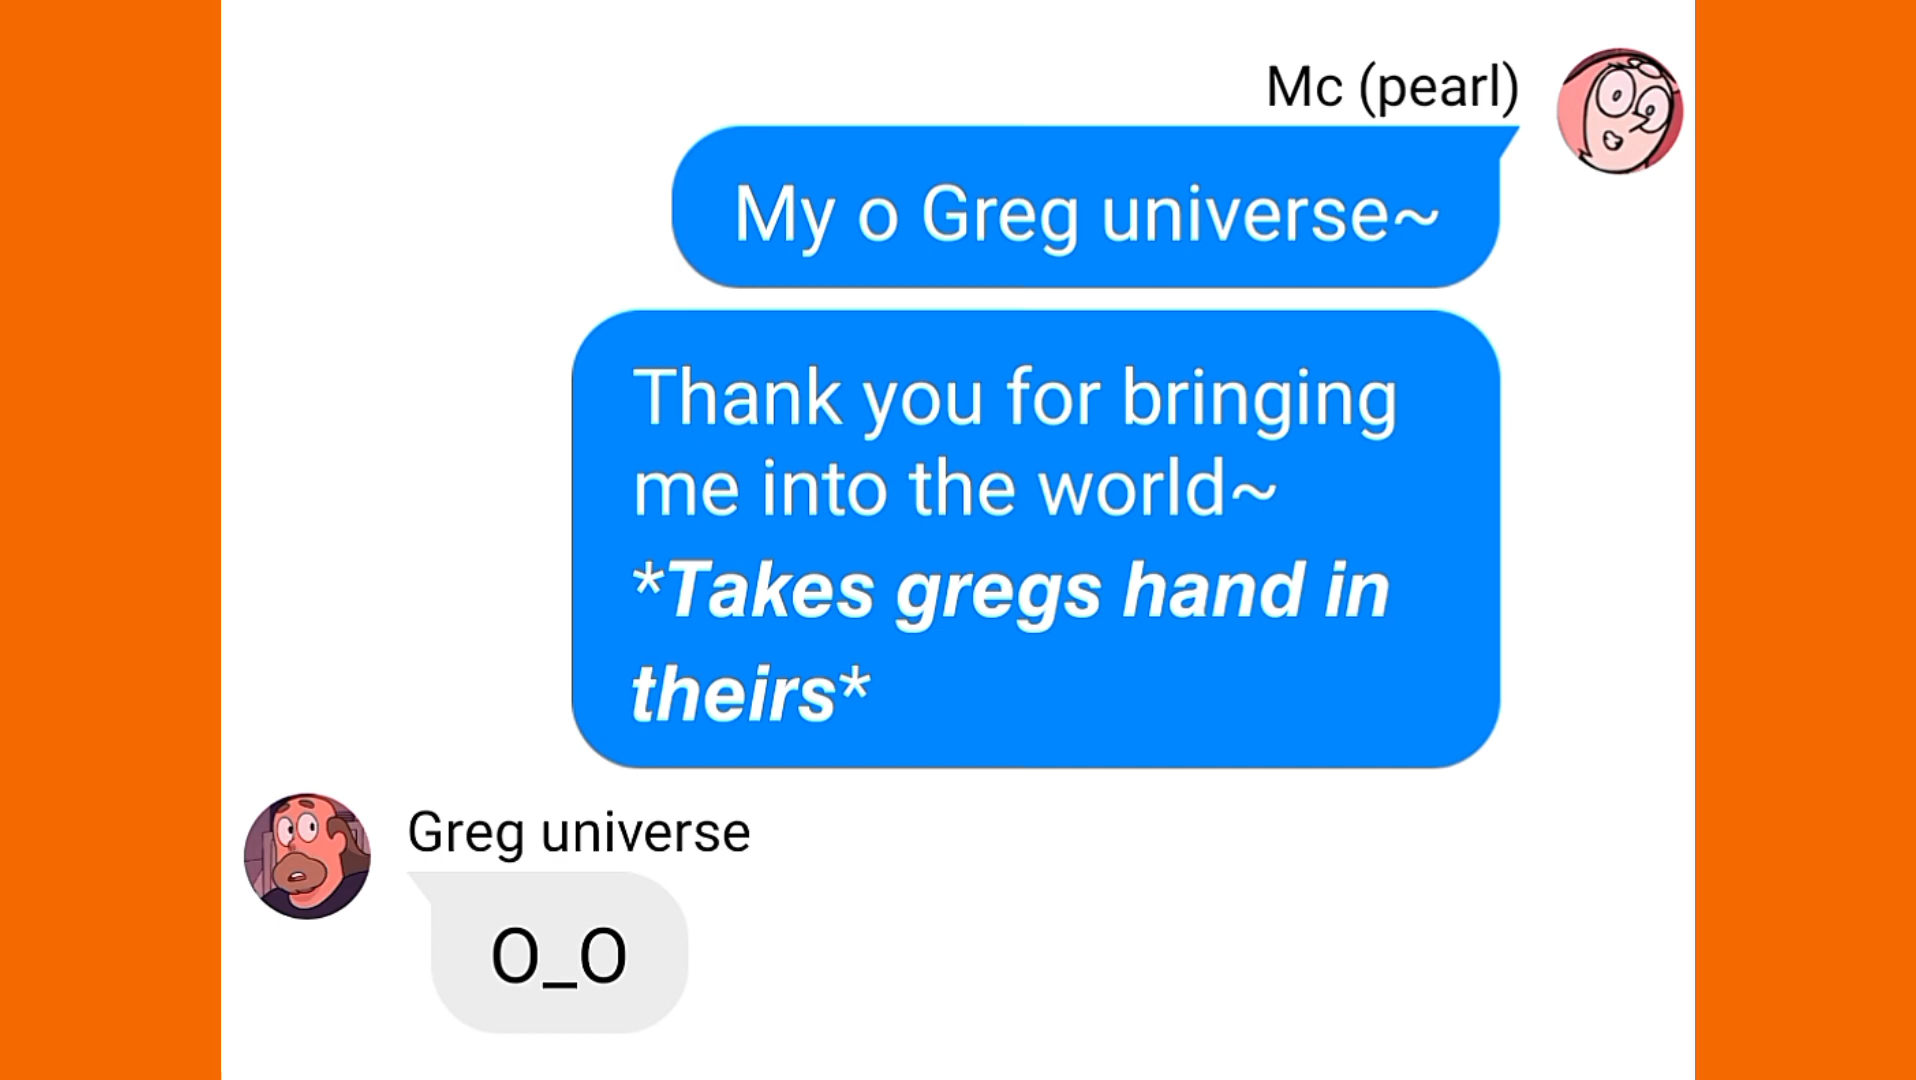 Mc (pearl)
My o Greg universe~
Thank you for bringing
me into the world~
*Takes gregs hand in
theirs*
Greg universe
O_O